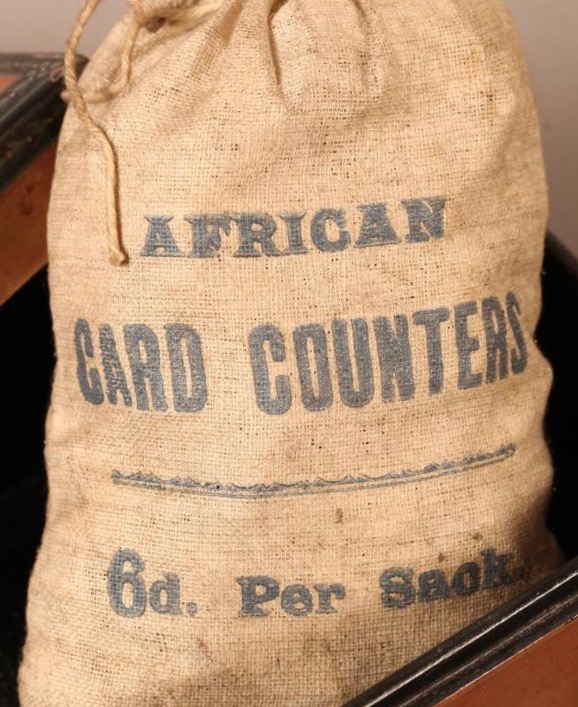 AFRICAN
CARD COUNTERS
6d. Per Sack.